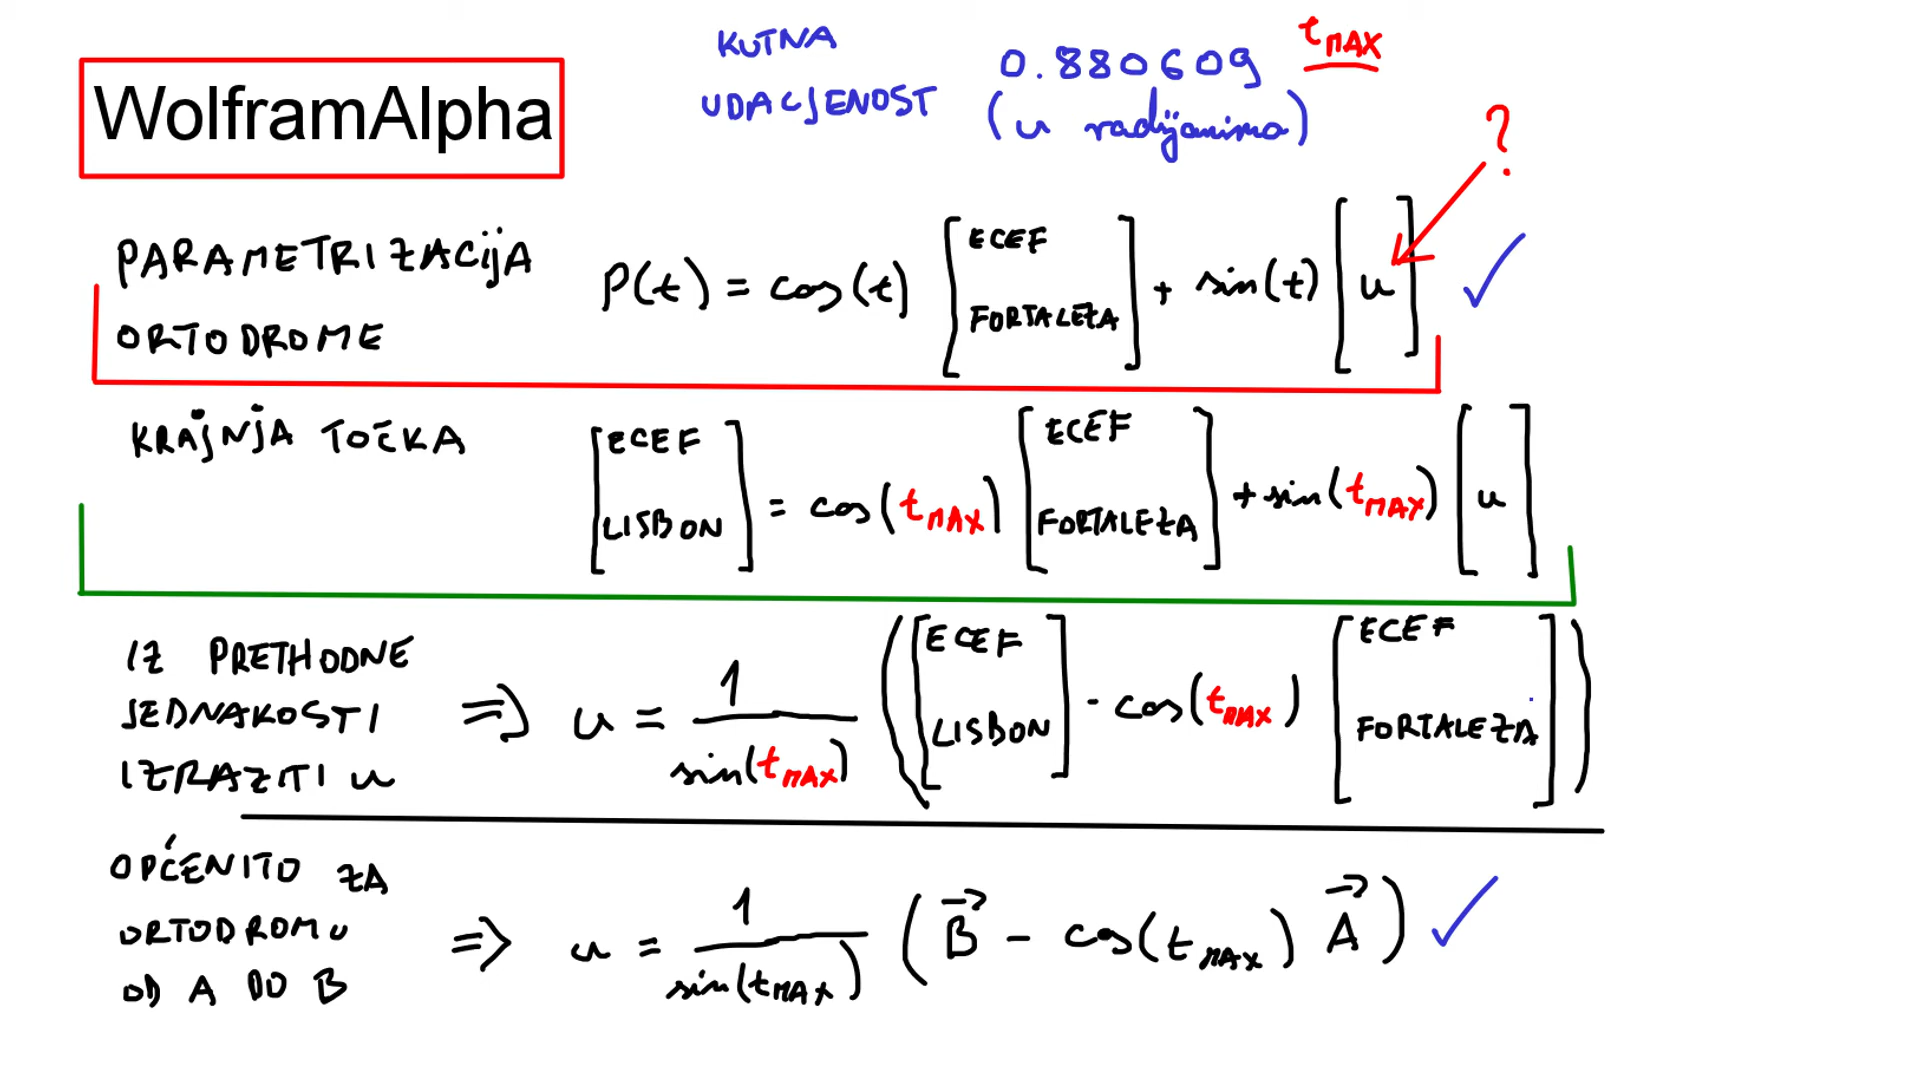 WolframAlpha
KUTNA
UDACJENOST
0.880609
(u radijanima)
tMAX
?
PARAMETRIZACIJA
ORTODROME
P(t) = cos(t) [ECEF FORTALEZA] + sin(t) [u]
KRAJNJA TOČKA
[ECEF LISBON] = cos(tMAX) [ECEF FORTALEZA] + sin(tMAX) [u]
IZ PRETHODNE
JEDNAKOSTI
IZRAZITI u
=> u = 1/sin(tMAX) ([ECEF LISBON] - cos(tMAX) [ECEF FORTALEZA])
OPĆENITO ZA
ORTODROMU
OD A DO B
=> u = 1/sin(tMAX) (B⃗ - cos(tMAX) A⃗)